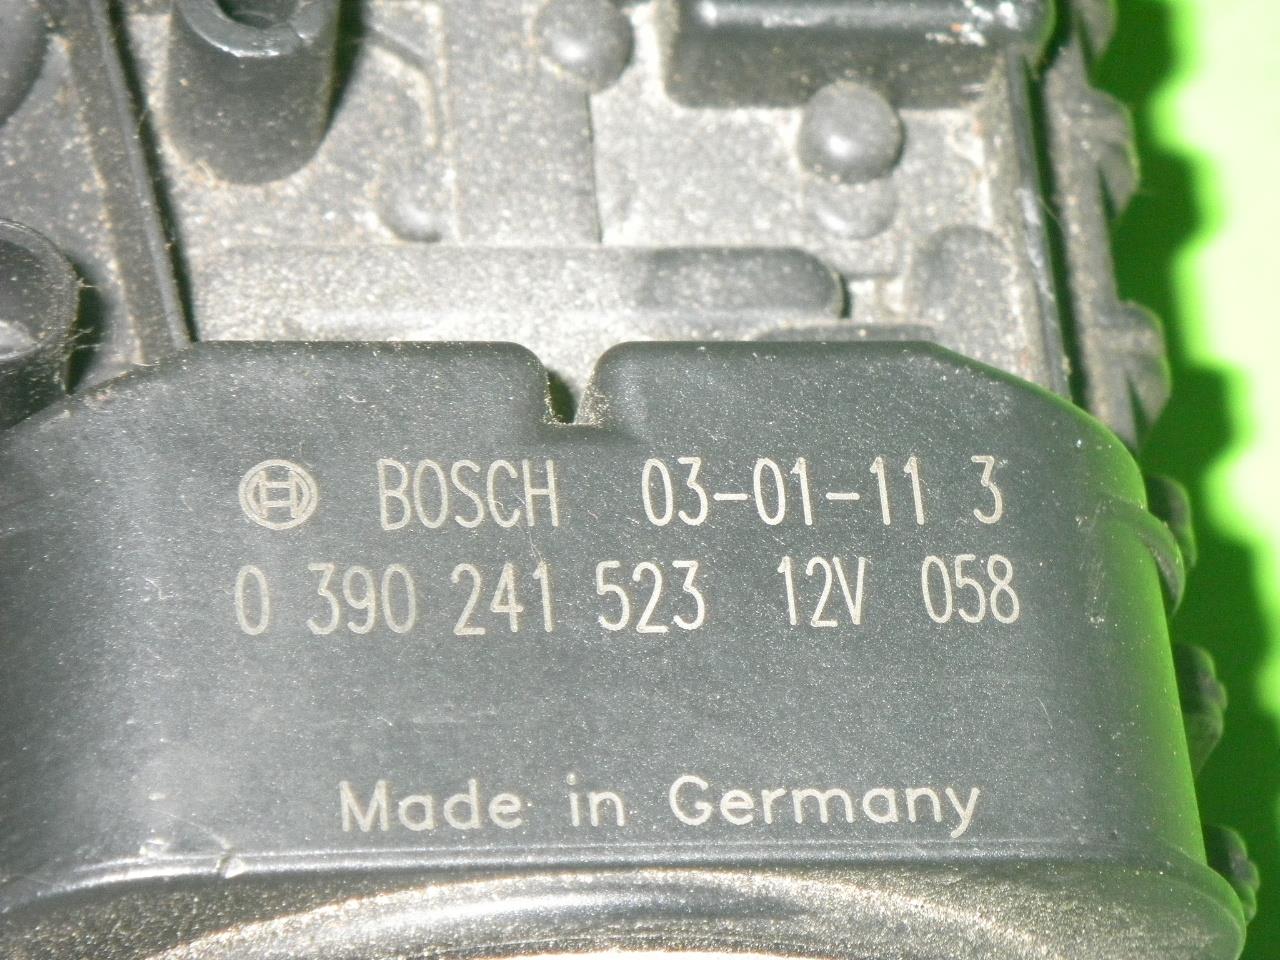 BOSCH 03-01-11 3
0 390 241 523 12V 058
Made in Germany